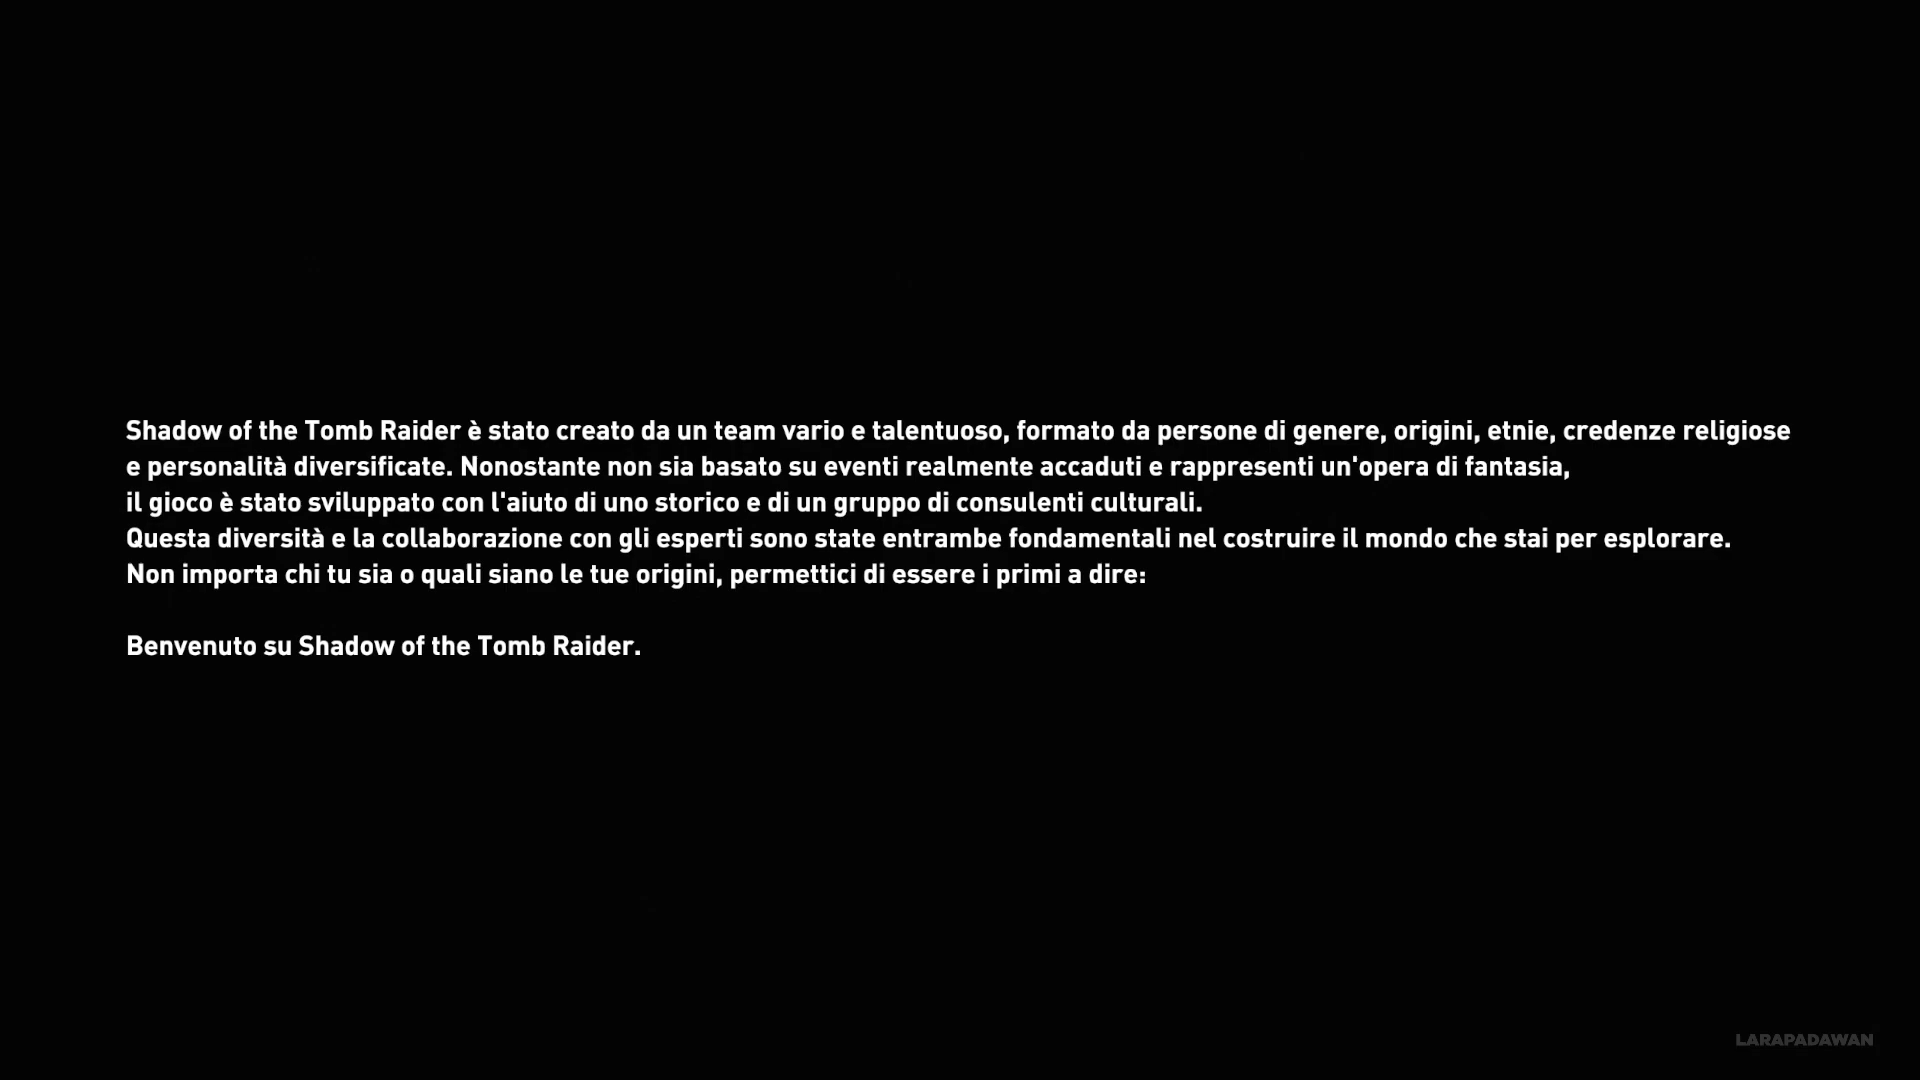 Shadow of the Tomb Raider è stato creato da un team vario e talentuoso, formato da persone di genere, origini, etnie, credenze religiose
e personalità diversificate. Nonostante non sia basato su eventi realmente accaduti e rappresenti un'opera di fantasia,
il gioco è stato sviluppato con l'aiuto di uno storico e di un gruppo di consulenti culturali.
Questa diversità e la collaborazione con gli esperti sono state entrambe fondamentali nel costruire il mondo che stai per esplorare.
Non importa chi tu sia o quali siano le tue origini, permettici di essere i primi a dire:
Benvenuto su Shadow of the Tomb Raider.
LARAPADAWAN